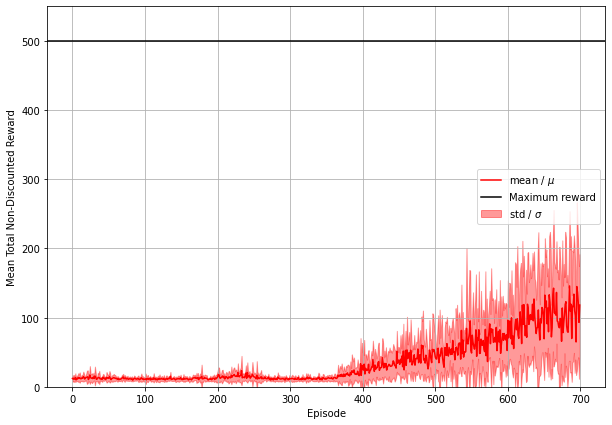 Mean Total Non-Discounted Reward
500
400
300
200
100
0
mean / μ
Maximum reward
std / σ
0 100 200 300 400 500 600 700
Episode